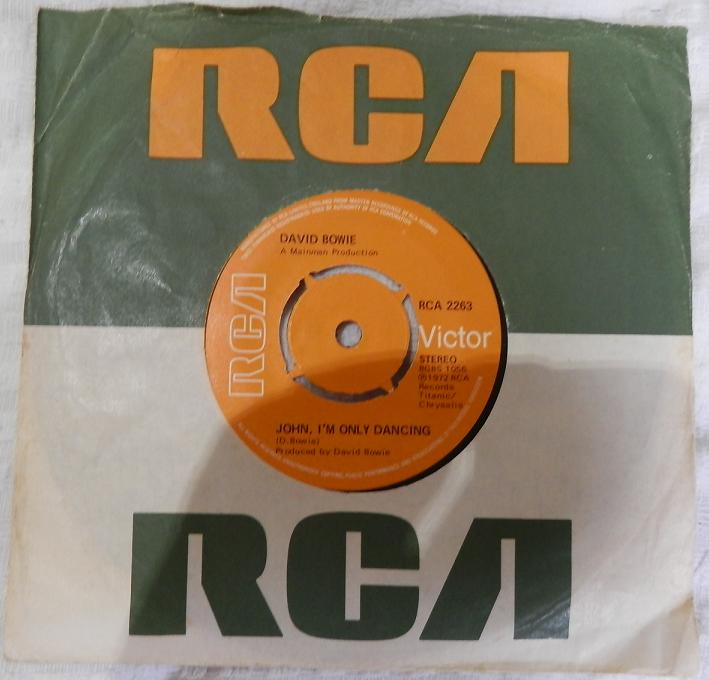 RCA
DAVID BOWIE
A Mainman Production
RCA 2263
RCA
Victor
STEREO
BGBS 1056
℗1972 RCA
Records
Titanic/
Chrysalis
JOHN, I'M ONLY DANCING
(D.Bowie)
Produced by David Bowie
RCA